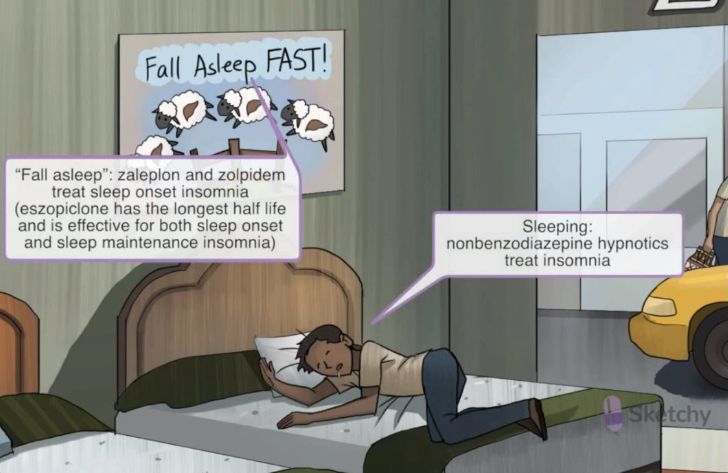 Fall Asleep FAST!
“Fall asleep”: zaleplon and zolpidem
treat sleep onset insomnia
(eszopiclone has the longest half life
and is effective for both sleep onset
and sleep maintenance insomnia)
Sleeping:
nonbenzodiazepine hypnotics
treat insomnia
Sketchy